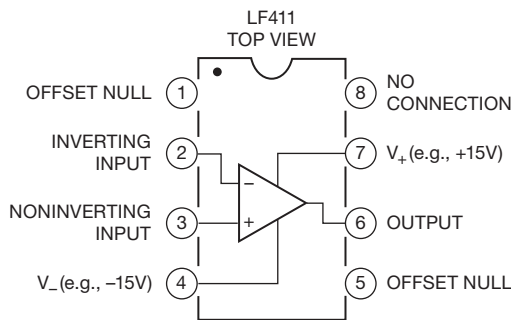 LF411
TOP VIEW
OFFSET NULL 1
8 NO
CONNECTION
INVERTING
INPUT
2
7 V+ (e.g., +15V)
−
NONINVERTING
INPUT
3
+
6 OUTPUT
V− (e.g., −15V) 4
5 OFFSET NULL